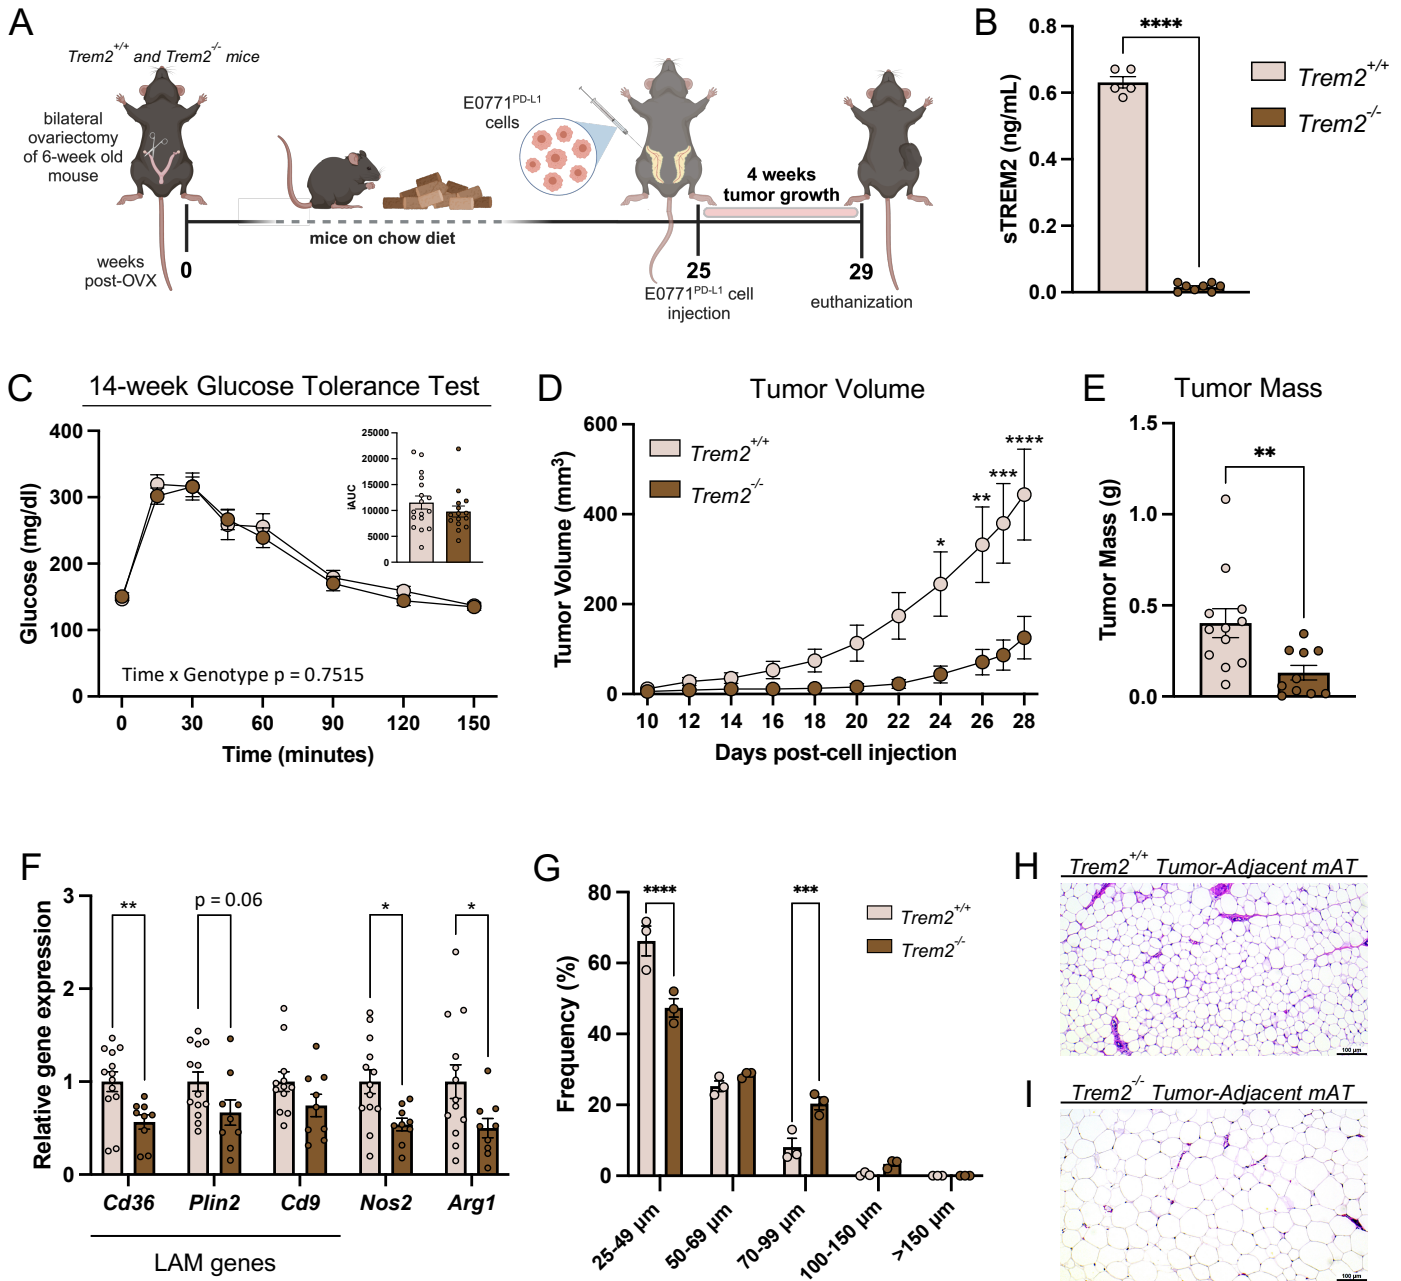 A
Trem2+/+ and Trem2-/- mice
bilateral
ovariectomy
of 6-week old
mouse
E0771PD-L1
cells
4 weeks
tumor growth
mice on chow diet
weeks
post-OVX
0
25
29
E0771PD-L1 cell
injection
euthanization
B
****
0.8
0.6
0.4
0.2
0.0
sTREM2 (ng/mL)
Trem2+/+
Trem2-/-
C
14-week Glucose Tolerance Test
400
300
200
100
0
Glucose (mg/dl)
25000
20000
15000
10000
5000
0
iAUC
Time x Genotype p = 0.7515
0 30 60 90 120 150
Time (minutes)
D
Tumor Volume
600
400
200
0
Tumor Volume (mm3)
Trem2+/+
Trem2-/-
* ** *** ****
10 12 14 16 18 20 22 24 26 28
Days post-cell injection
E
Tumor Mass
1.5
1.0
0.5
0.0
Tumor Mass (g)
**
F
3
2
1
0
Relative gene expression
**
p = 0.06
*
*
Cd36 Plin2 Cd9 Nos2 Arg1
LAM genes
G
80
60
40
20
0
Frequency (%)
****
***
Trem2+/+
Trem2-/-
25-49 µm
50-69 µm
70-99 µm
100-150 µm
>150 µm
H
Trem2+/+ Tumor-Adjacent mAT
100 µm
I
Trem2-/- Tumor-Adjacent mAT
100 µm